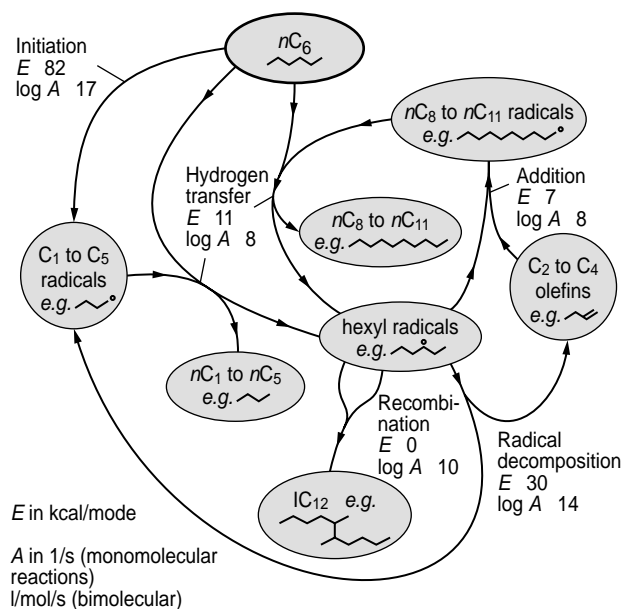 Initiation
E 82
log A 17
nC6
nC8 to nC11 radicals
e.g.
Hydrogen
transfer
E 11
log A 8
Addition
E 7
log A 8
nC8 to nC11
e.g.
C1 to C5
radicals
e.g.
C2 to C4
olefins
e.g.
hexyl radicals
e.g.
nC1 to nC5
e.g.
Recombi-
nation
E 0
log A 10
Radical
decomposition
E 30
log A 14
IC12 e.g.
E in kcal/mode
A in 1/s (monomolecular
reactions)
l/mol/s (bimolecular)